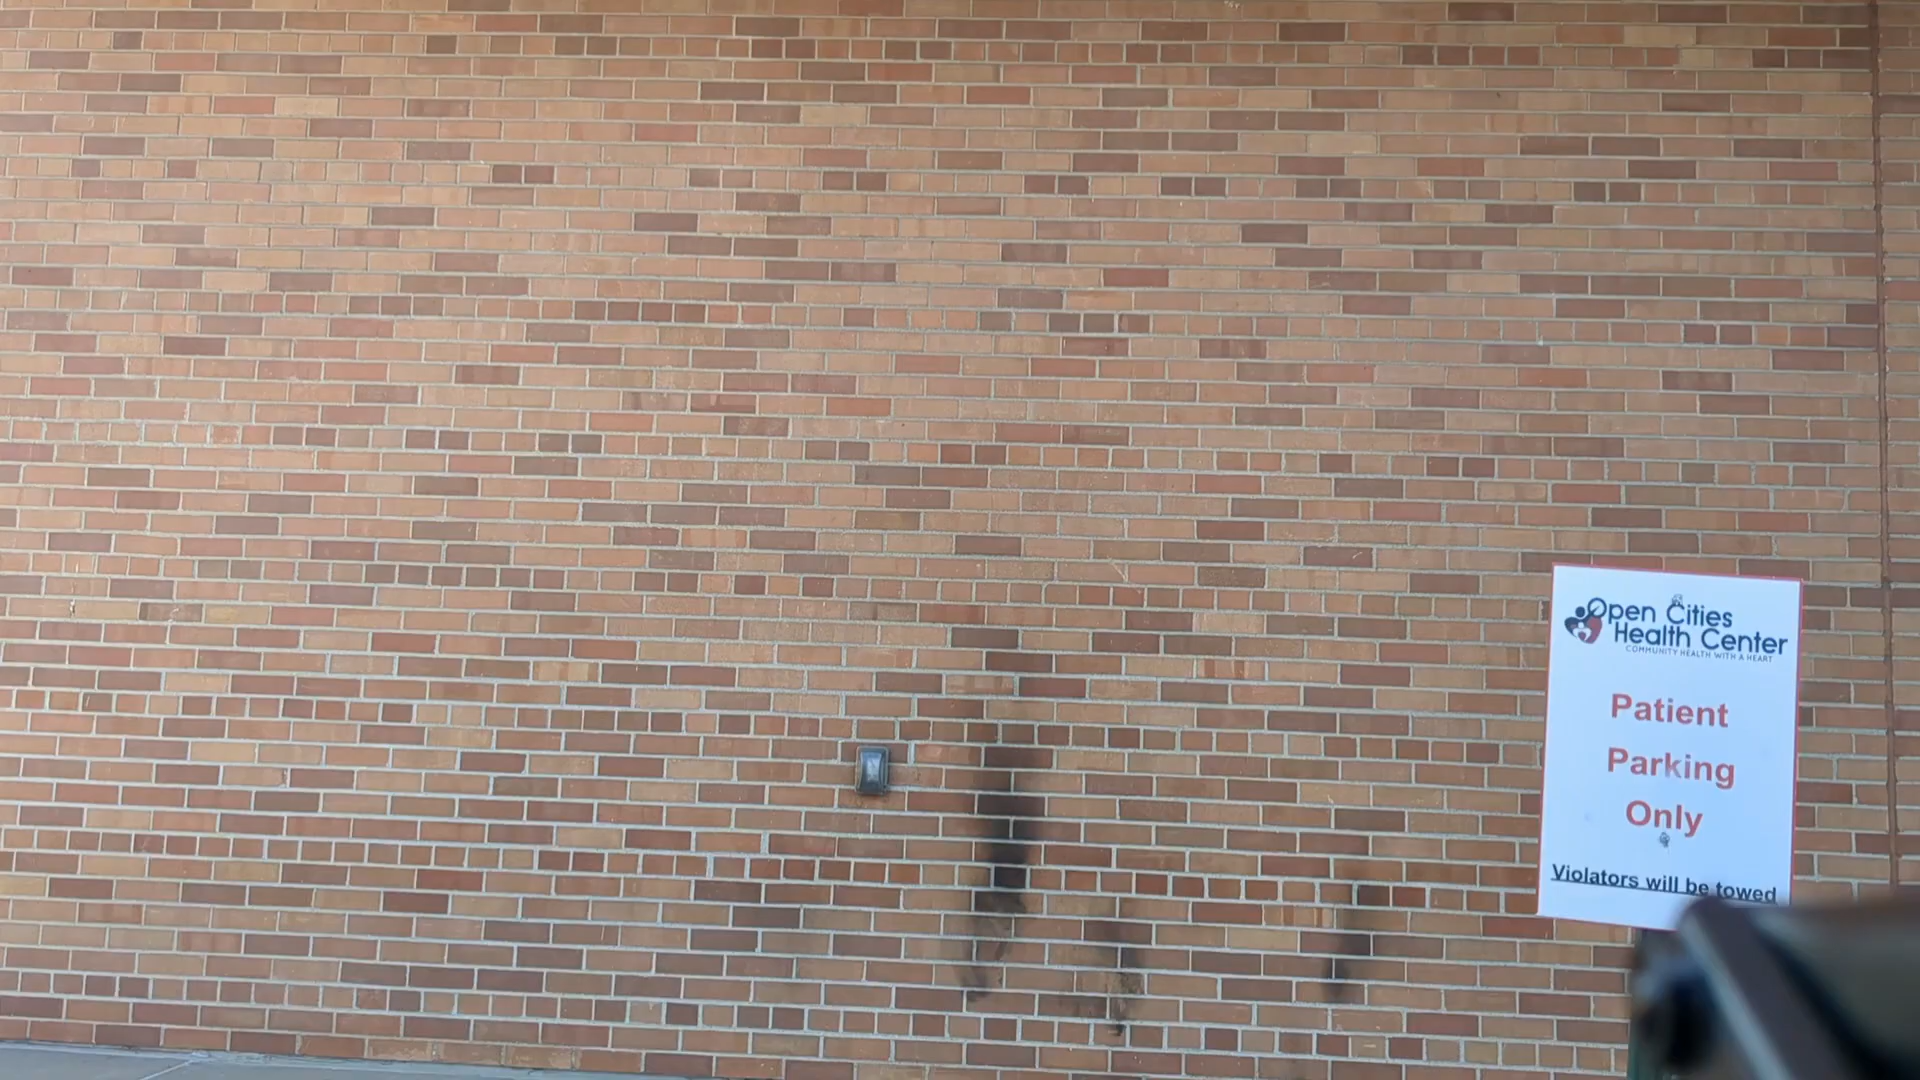 Open Cities
Health Center
COMMUNITY HEALTH WITH A HEART
Patient
Parking
Only
Violators will be towed